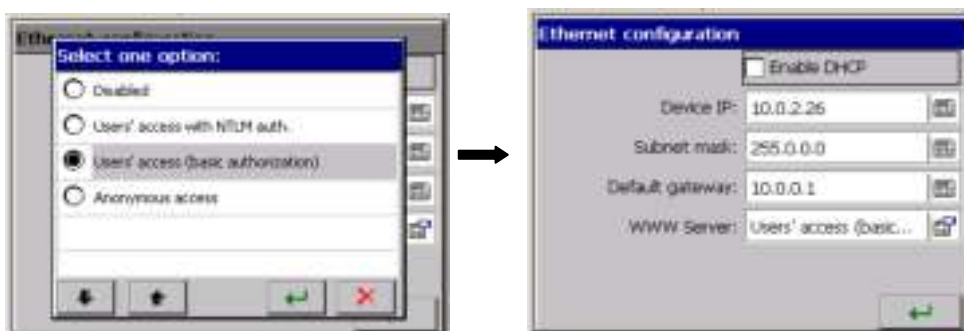 Select one option:
Disabled
Users' access with NTLM auth.
Users' access (basic authorization)
Anonymous access
Ethernet configuration
Enable DHCP
Device IP: 10.0.2.26
Subnet mask: 255.0.0.0
Default gateway: 10.0.0.1
WWW Server: Users' access (basic...